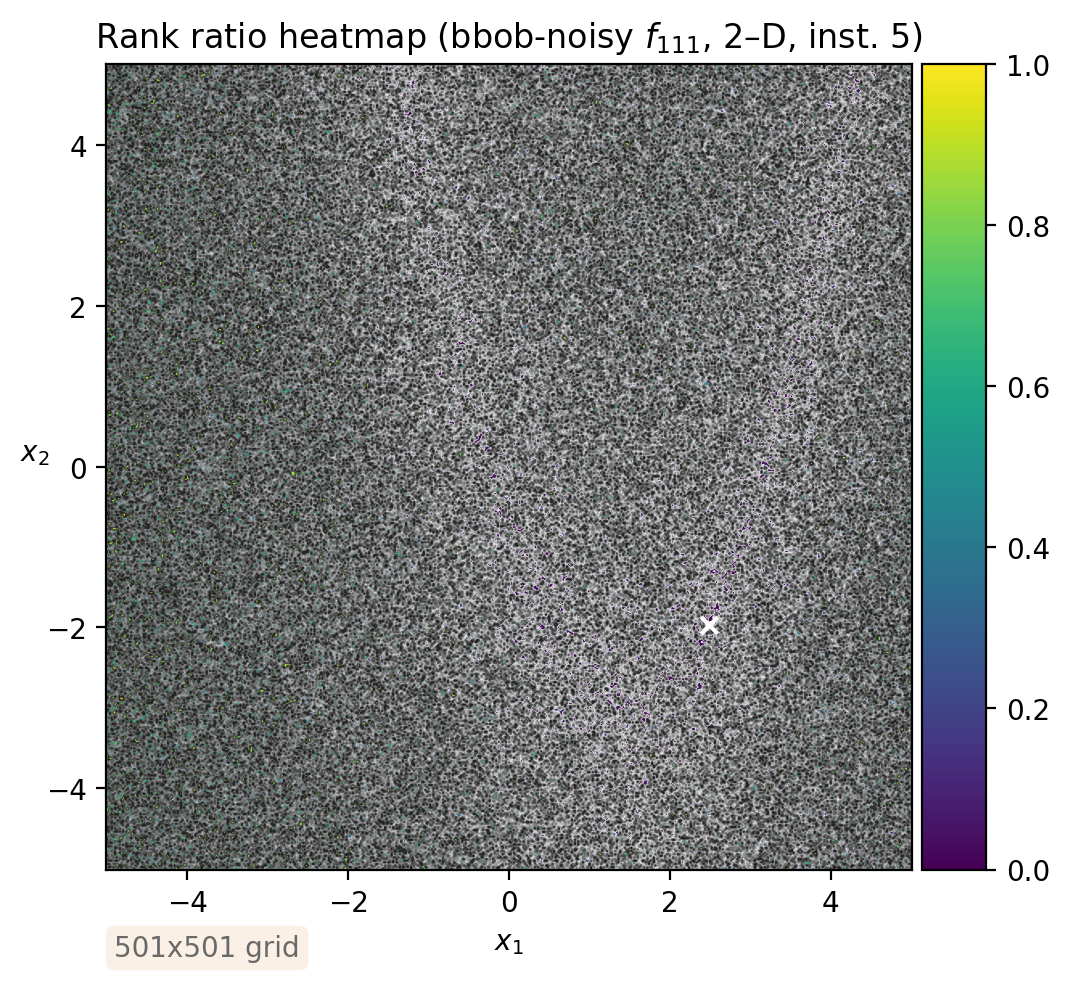 Rank ratio heatmap (bbob-noisy f₁₁₁, 2–D, inst. 5)
1.0
4
0.8
2
0.6
x₂
0
0.4
−2
0.2
−4
0.0
−4 −2 0 2 4
x₁
501x501 grid